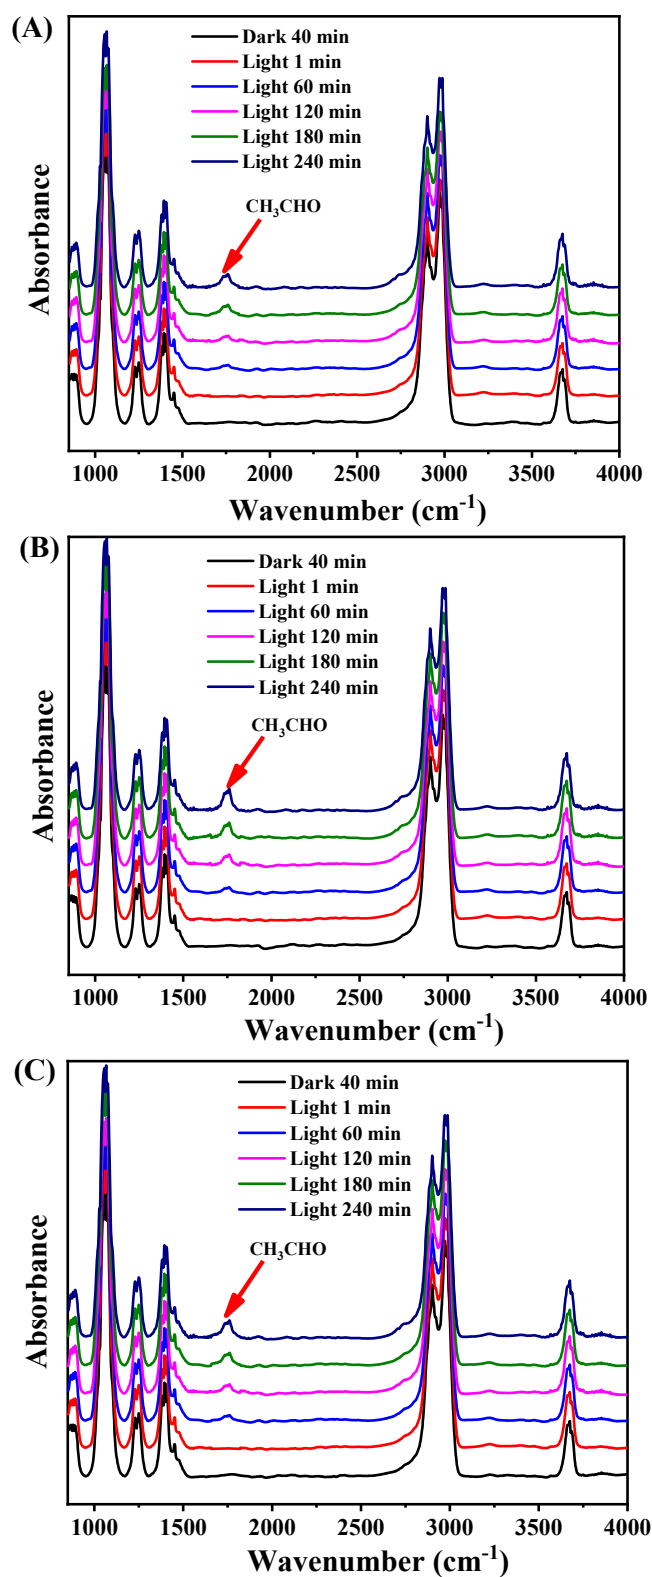 (A)
Dark 40 min
Light 1 min
Light 60 min
Light 120 min
Light 180 min
Light 240 min
CH₃CHO
Absorbance
1000 1500 2000 2500 3000 3500 4000
Wavenumber (cm⁻¹)
(B)
Dark 40 min
Light 1 min
Light 60 min
Light 120 min
Light 180 min
Light 240 min
CH₃CHO
Absorbance
1000 1500 2000 2500 3000 3500 4000
Wavenumber (cm⁻¹)
(C)
Dark 40 min
Light 1 min
Light 60 min
Light 120 min
Light 180 min
Light 240 min
CH₃CHO
Absorbance
1000 1500 2000 2500 3000 3500 4000
Wavenumber (cm⁻¹)